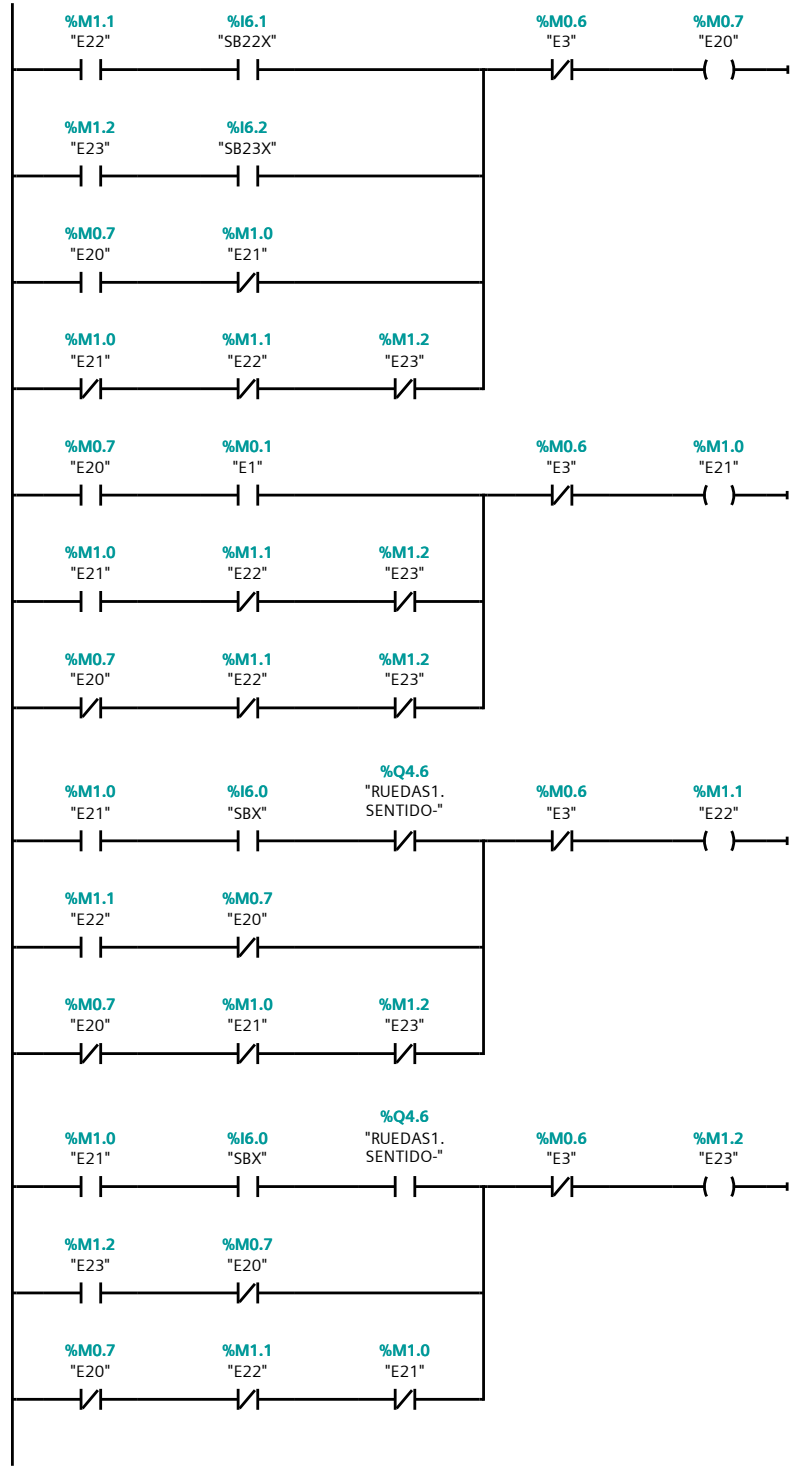 %M1.1 %I6.1 %M0.6 %M0.7
"E22" "SB22X" "E3" "E20"
%M1.2 %I6.2
"E23" "SB23X"
%M0.7 %M1.0
"E20" "E21"
%M1.0 %M1.1 %M1.2
"E21" "E22" "E23"
%M0.7 %M0.1 %M0.6 %M1.0
"E20" "E1" "E3" "E21"
%M1.0 %M1.1 %M1.2
"E21" "E22" "E23"
%M0.7 %M1.1 %M1.2
"E20" "E22" "E23"
%Q4.6
%M1.0 %I6.0 "RUEDAS1. %M0.6 %M1.1
"E21" "SBX" SENTIDO-" "E3" "E22"
%M1.1 %M0.7
"E22" "E20"
%M0.7 %M1.0 %M1.2
"E20" "E21" "E23"
%Q4.6
%M1.0 %I6.0 "RUEDAS1. %M0.6 %M1.2
"E21" "SBX" SENTIDO-" "E3" "E23"
%M1.2 %M0.7
"E23" "E20"
%M0.7 %M1.1 %M1.0
"E20" "E22" "E21"